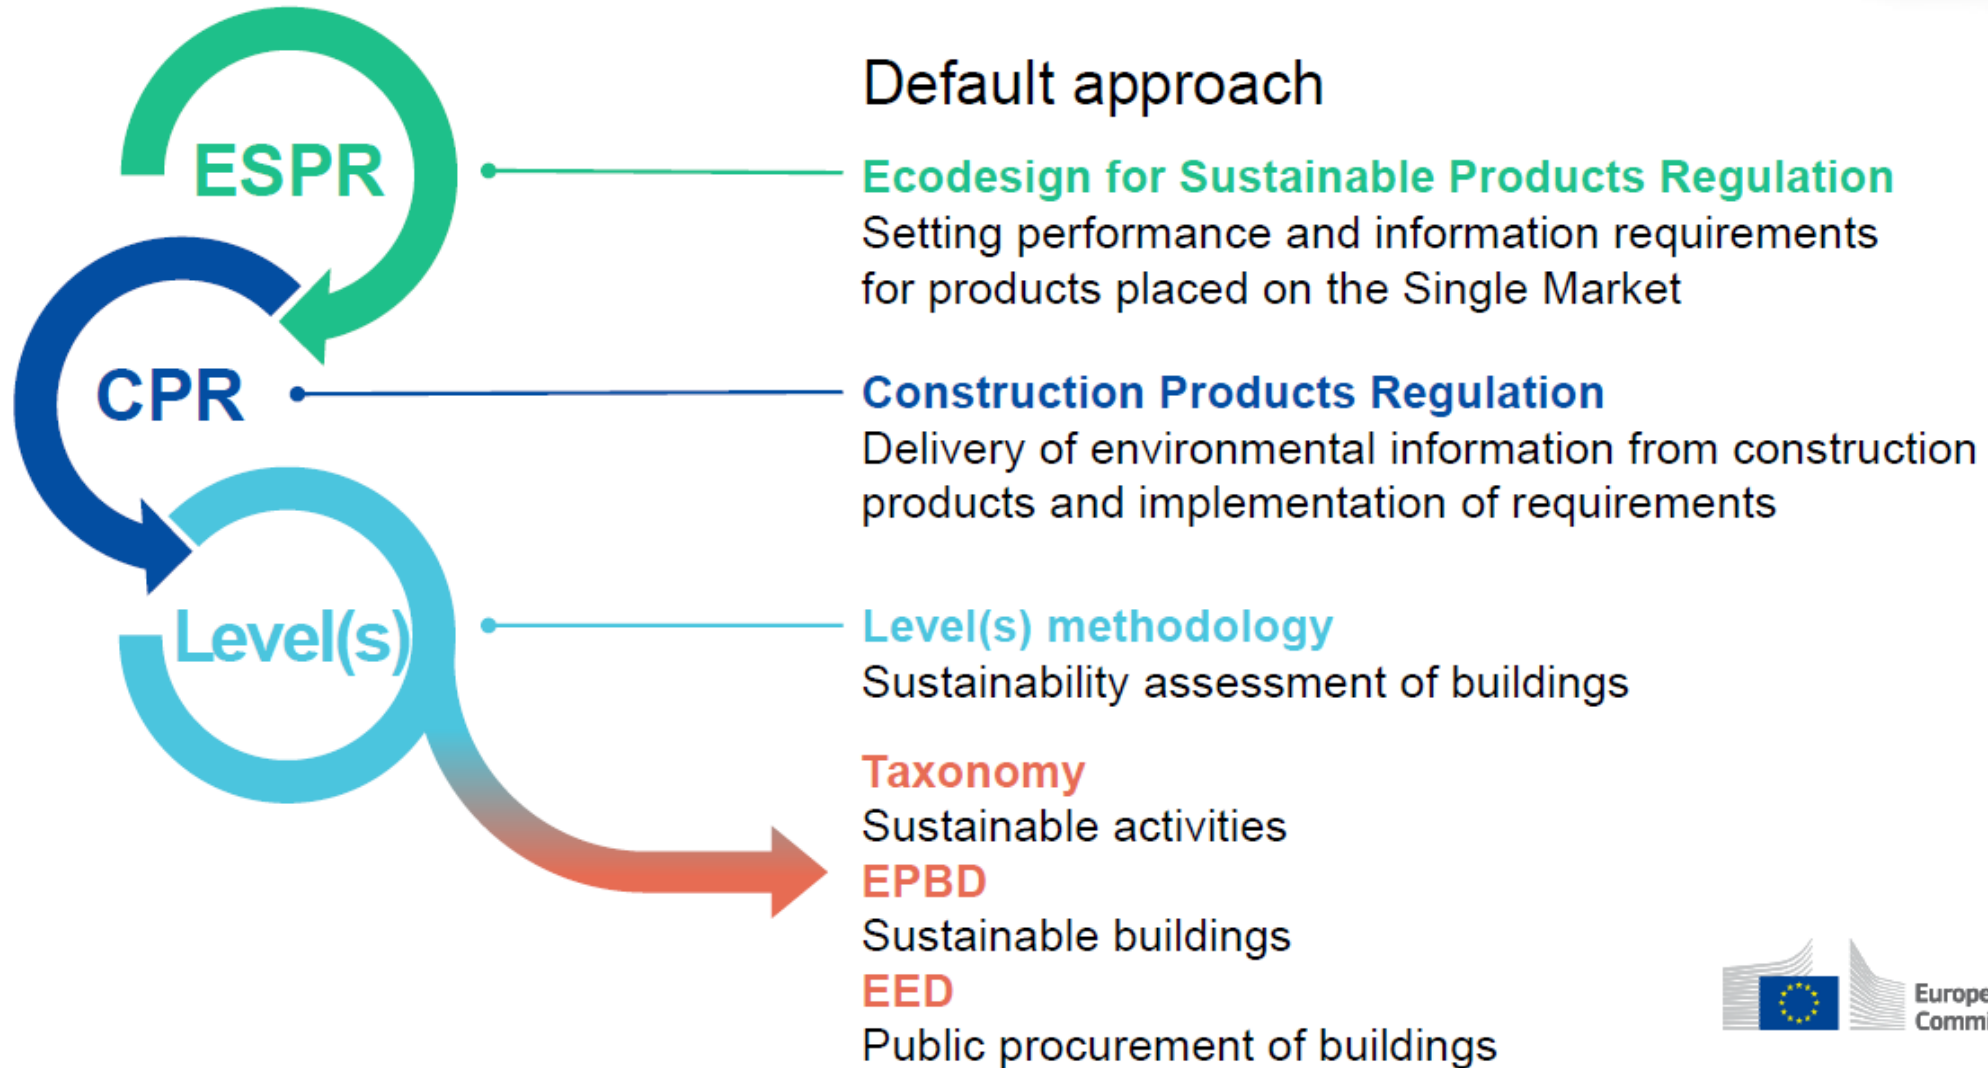 Default approach
ESPR
Ecodesign for Sustainable Products Regulation
Setting performance and information requirements
for products placed on the Single Market
CPR
Construction Products Regulation
Delivery of environmental information from construction
products and implementation of requirements
Level(s)
Level(s) methodology
Sustainability assessment of buildings
Taxonomy
Sustainable activities
EPBD
Sustainable buildings
EED
Public procurement of buildings